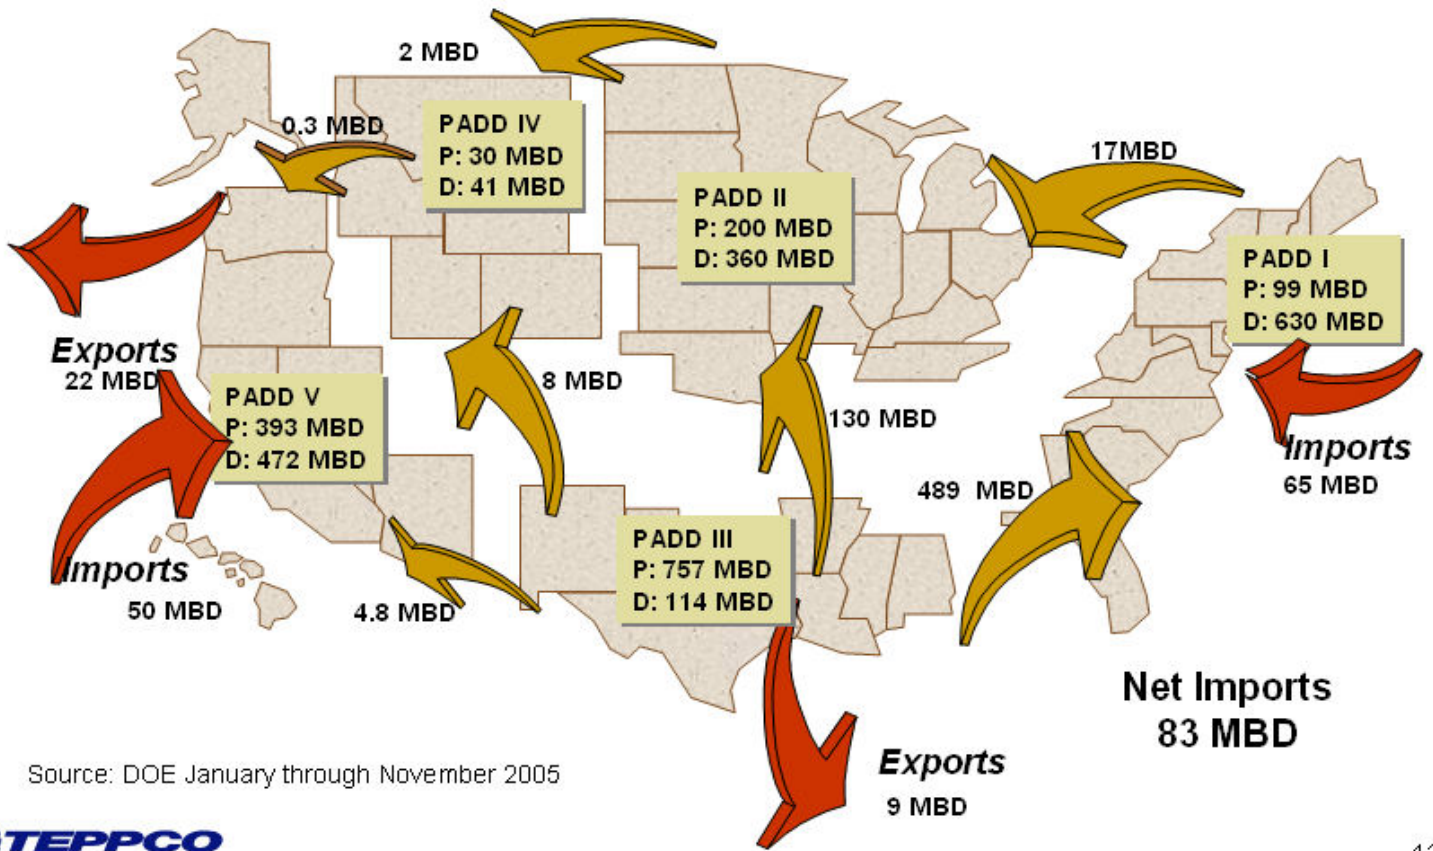 2 MBD
0.3 MBD
PADD IV
P: 30 MBD
D: 41 MBD
17MBD
PADD II
P: 200 MBD
D: 360 MBD
PADD I
P: 99 MBD
D: 630 MBD
Exports
22 MBD
PADD V
P: 393 MBD
D: 472 MBD
8 MBD
130 MBD
Imports
65 MBD
489 MBD
PADD III
P: 757 MBD
D: 114 MBD
Imports
50 MBD
4.8 MBD
Net Imports
83 MBD
Exports
9 MBD
Source: DOE January through November 2005
TEPPCO